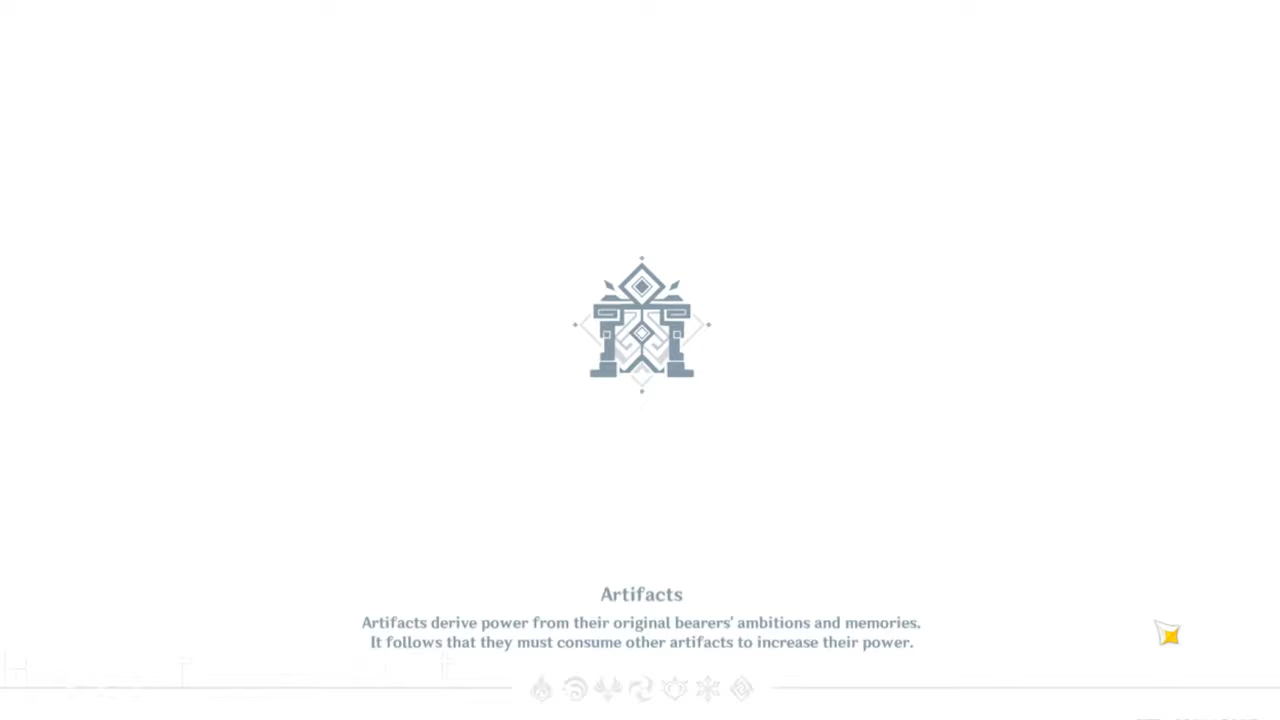 Artifacts
Artifacts derive power from their original bearers' ambitions and memories.
It follows that they must consume other artifacts to increase their power.